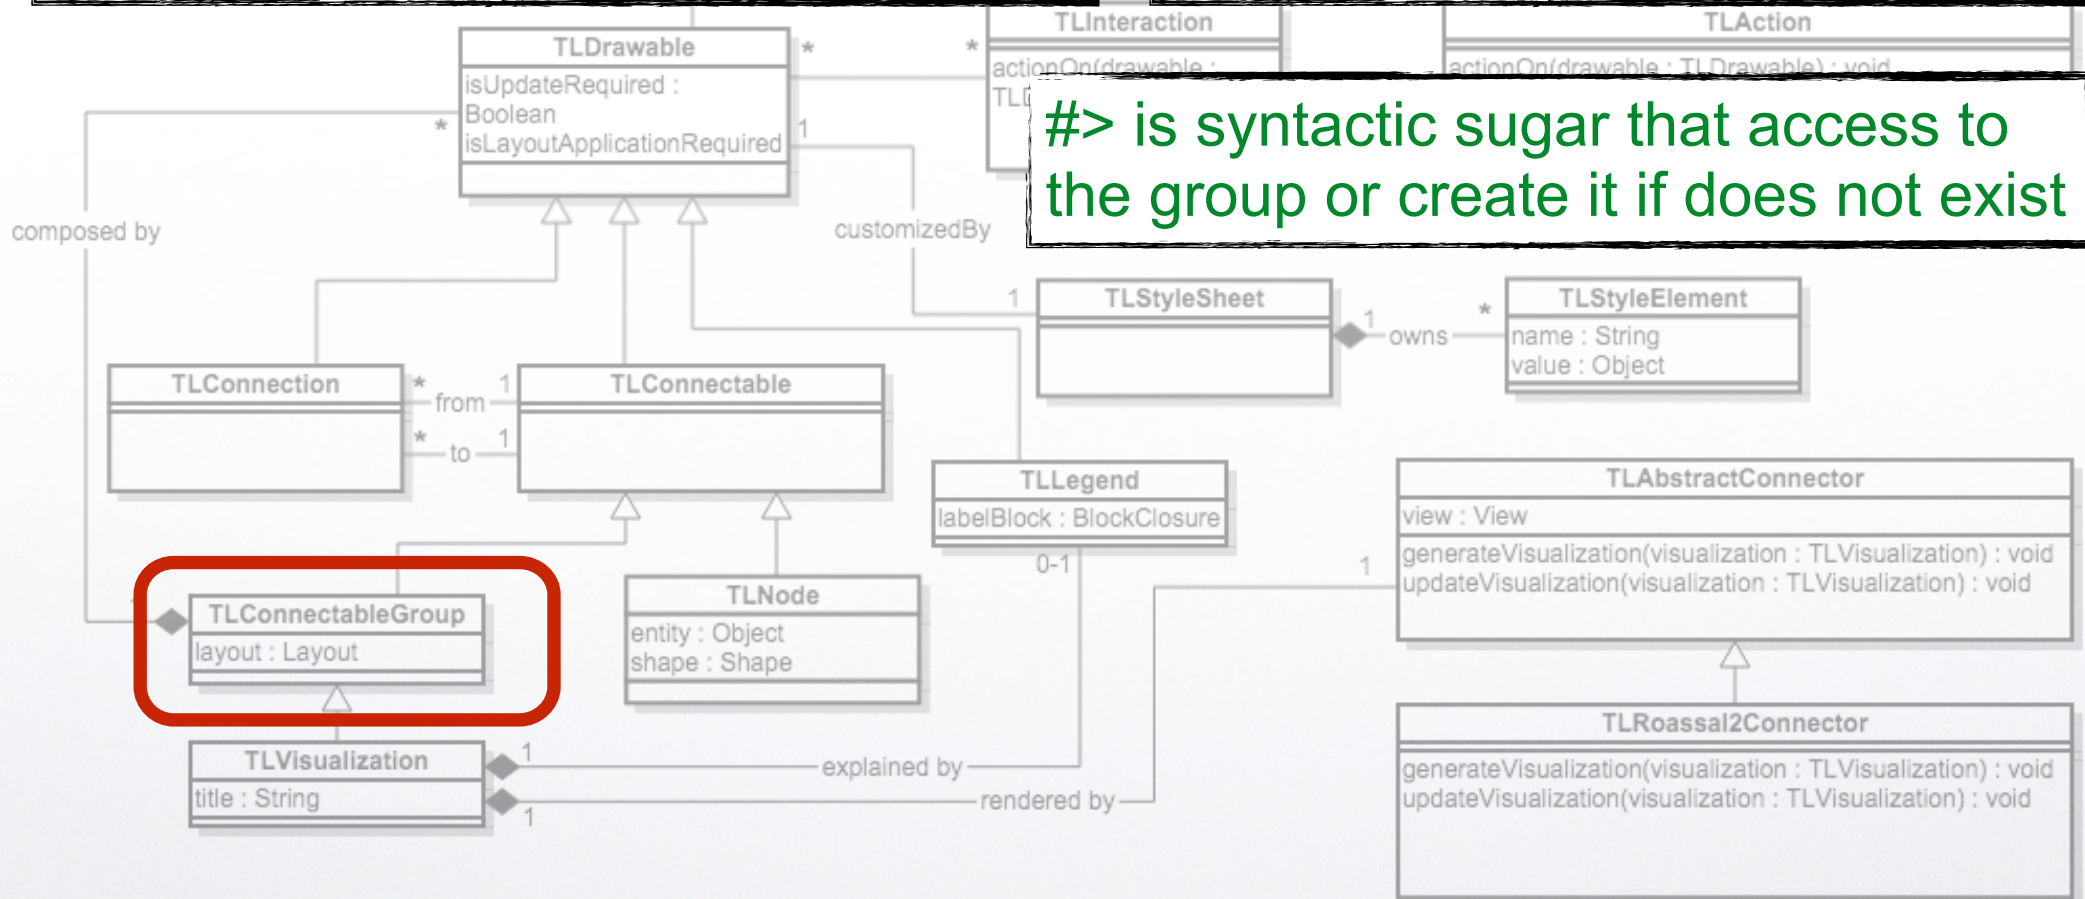 TLInteraction
TLAction
TLDrawable
*
*
actionOn(drawable :
actionOn(drawable : TLDrawable) : void
isUpdateRequired :
Boolean
isLayoutApplicationRequired
*
1
#> is syntactic sugar that access to
the group or create it if does not exist
composed by
customizedBy
1
TLStyleSheet
1
owns
*
TLStyleElement
name : String
value : Object
TLConnection
*
from
1
*
to
1
TLConnectable
TLLegend
labelBlock : BlockClosure
0-1
TLAbstractConnector
view : View
generateVisualization(visualization : TLVisualization) : void
updateVisualization(visualization : TLVisualization) : void
1
TLConnectableGroup
layout : Layout
TLNode
entity : Object
shape : Shape
TLVisualization
title : String
1
explained by
1
rendered by
TLRoassal2Connector
generateVisualization(visualization : TLVisualization) : void
updateVisualization(visualization : TLVisualization) : void